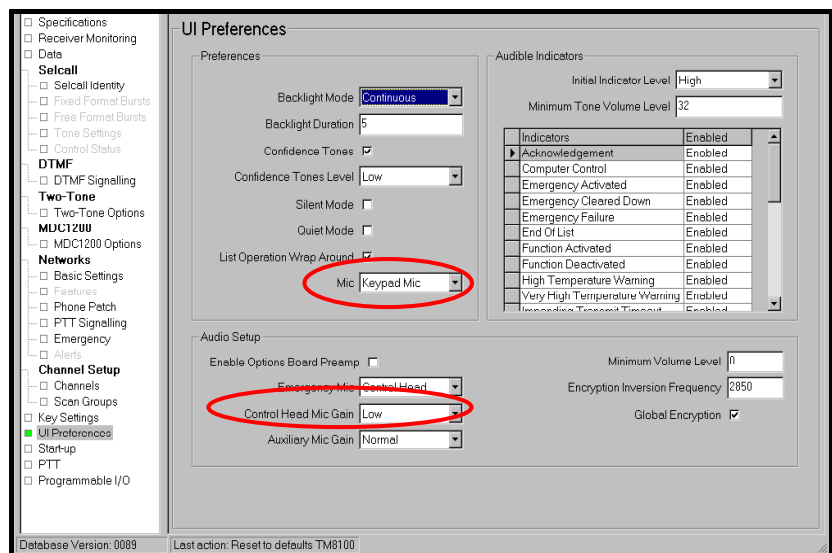 Specifications
Receiver Monitoring
Data
Selcall
Selcall Identity
Fixed Format Bursts
Free Format Bursts
Tone Settings
Control Status
DTMF
DTMF Signalling
Two-Tone
Two-Tone Options
MDC1200
MDC1200 Options
Networks
Basic Settings
Features
Phone Patch
PTT Signalling
Emergency
Alerts
Channel Setup
Channels
Scan Groups
Key Settings
UI Preferences
Start-up
PTT
Programmable I/O
UI Preferences
Preferences
Backlight Mode Continuous
Backlight Duration 5
Confidence Tones
Confidence Tones Level Low
Silent Mode
Quiet Mode
List Operation Wrap Around
Mic Keypad Mic
Audible Indicators
Initial Indicator Level High
Minimum Tone Volume Level 32
Indicators Enabled
Acknowledgement Enabled
Computer Control Enabled
Emergency Activated Enabled
Emergency Cleared Down Enabled
Emergency Failure Enabled
End Of List Enabled
Function Activated Enabled
Function Deactivated Enabled
High Temperature Warning Enabled
Very High Temperature Warning Enabled
Impending Transmit Timeout Enabled
Audio Setup
Enable Options Board Preamp
Emergency Mic Control Head
Control Head Mic Gain Low
Auxiliary Mic Gain Normal
Minimum Volume Level 0
Encryption Inversion Frequency 2850
Global Encryption
Database Version: 0089
Last action: Reset to defaults TM8100